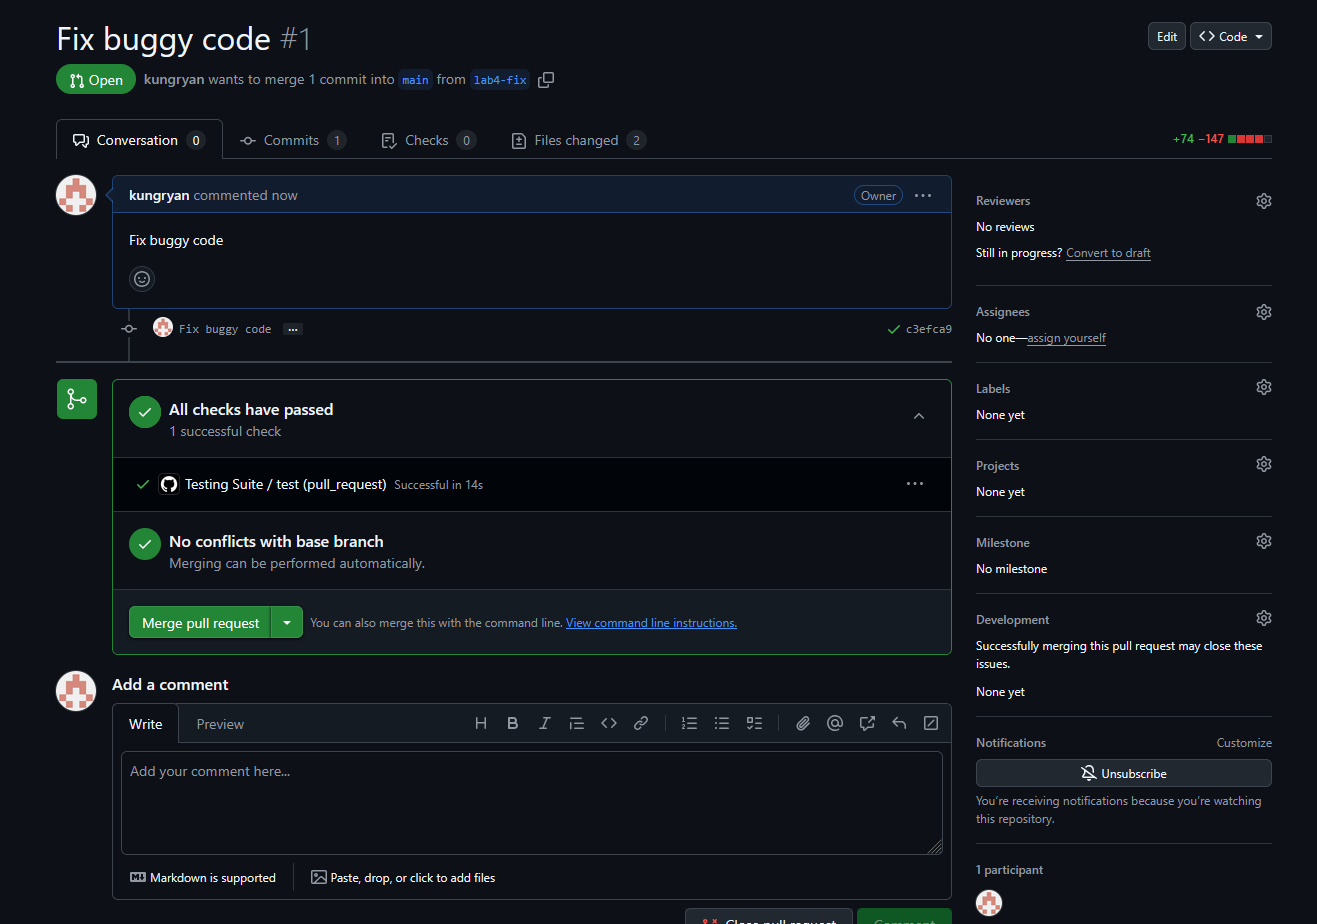 Fix buggy code #1
Edit
Code
Open
kungryan wants to merge 1 commit into main from lab4-fix
Conversation 0
Commits 1
Checks 0
Files changed 2
+74 −147
kungryan commented now
Owner
Fix buggy code
Fix buggy code
c3efca9
All checks have passed
1 successful check
Testing Suite / test (pull_request) Successful in 14s
No conflicts with base branch
Merging can be performed automatically.
Merge pull request
You can also merge this with the command line. View command line instructions.
Add a comment
Write
Preview
Add your comment here...
Markdown is supported
Paste, drop, or click to add files
Close pull request
Comment
Reviewers
No reviews
Still in progress? Convert to draft
Assignees
No one—assign yourself
Labels
None yet
Projects
None yet
Milestone
No milestone
Development
Successfully merging this pull request may close these
issues.
None yet
Notifications
Customize
Unsubscribe
You're receiving notifications because you're watching
this repository.
1 participant